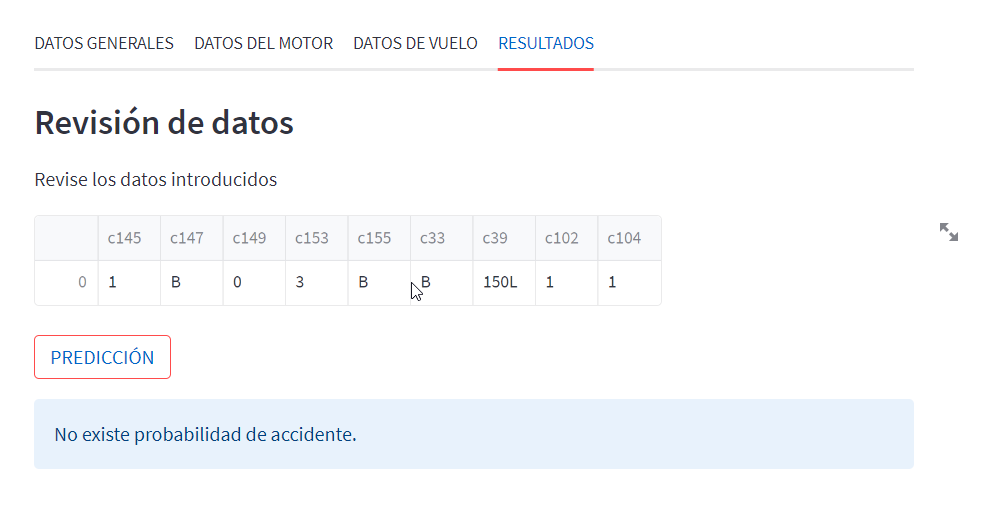 DATOS GENERALES DATOS DEL MOTOR DATOS DE VUELO RESULTADOS
Revisión de datos
Revise los datos introducidos
c145 c147 c149 c153 c155 c33 c39 c102 c104
0 1 B 0 3 B B 150L 1 1
PREDICCIÓN
No existe probabilidad de accidente.